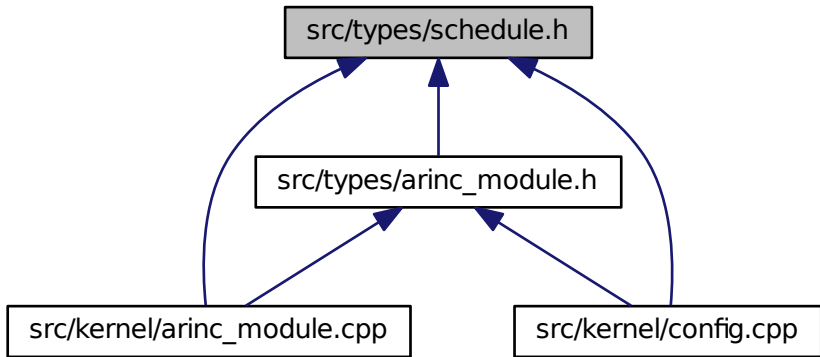 src/types/schedule.h
src/types/arinc_module.h
src/kernel/arinc_module.cpp
src/kernel/config.cpp